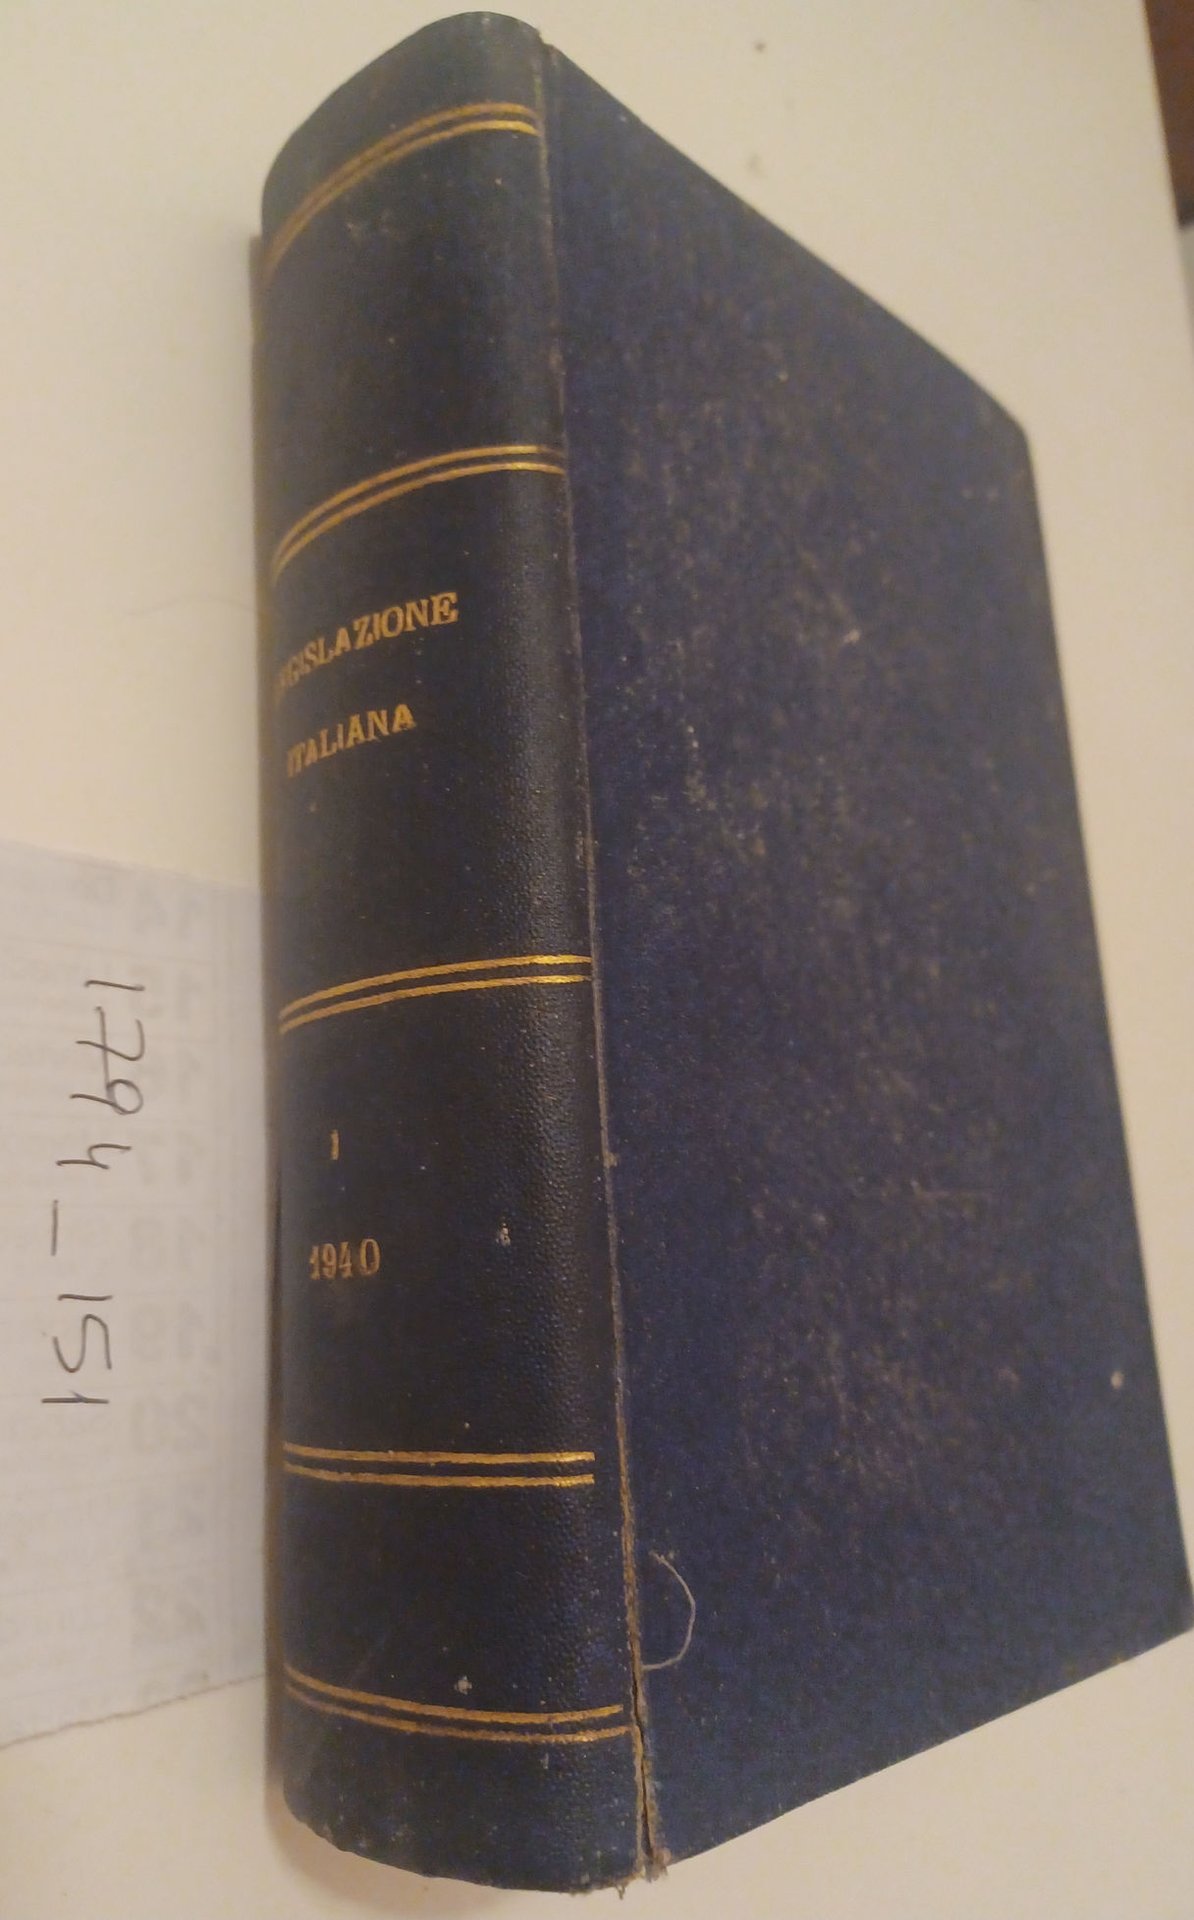 LEGISLAZIONE
ITALIANA
I
1940
1794-151